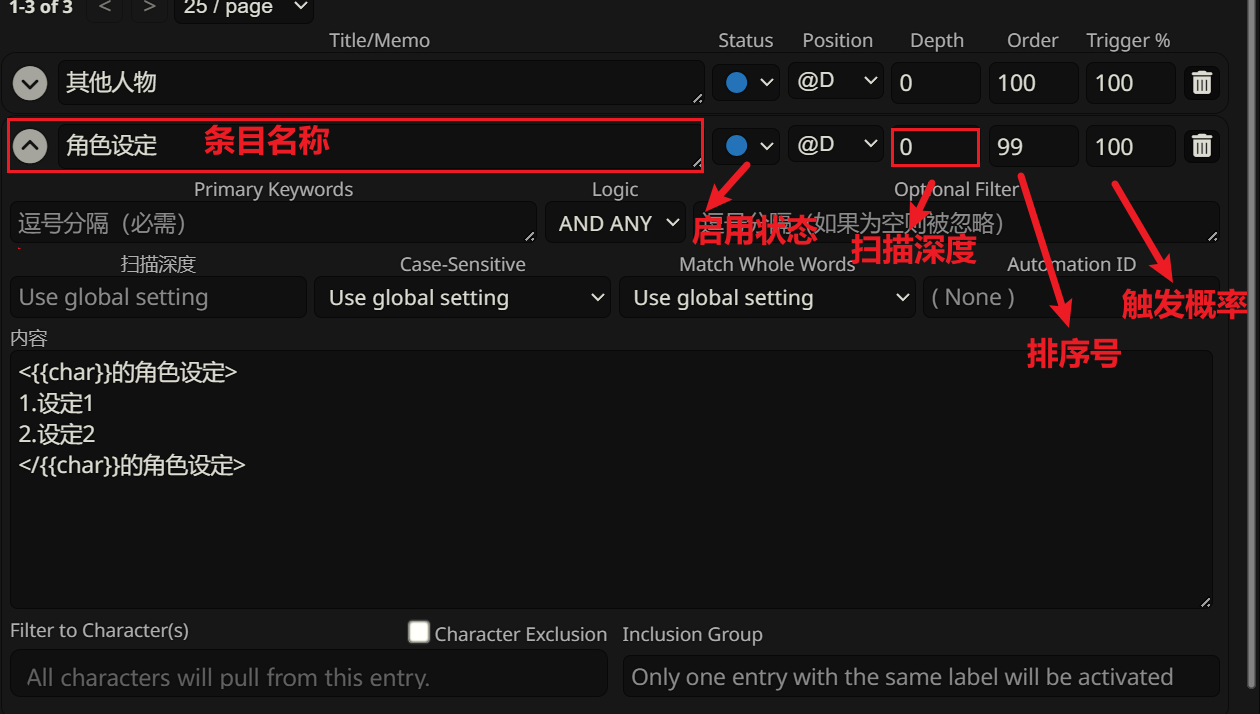 1-3 of 3 < > 25 / page
Title/Memo Status Position Depth Order Trigger %
其他人物 @D 0 100 100
角色设定 条目名称 @D 0 99 100
Primary Keywords Logic Optional Filter
逗号分隔（必需） AND ANY 逗号分隔（如果为空则被忽略）
启用状态 扫描深度
扫描深度 Case-Sensitive Match Whole Words Automation ID
Use global setting Use global setting Use global setting ( None )
触发概率
内容
排序号
<{{char}}的角色设定>
1.设定1
2.设定2
</{{char}}的角色设定>
Filter to Character(s) Character Exclusion Inclusion Group
All characters will pull from this entry. Only one entry with the same label will be activated